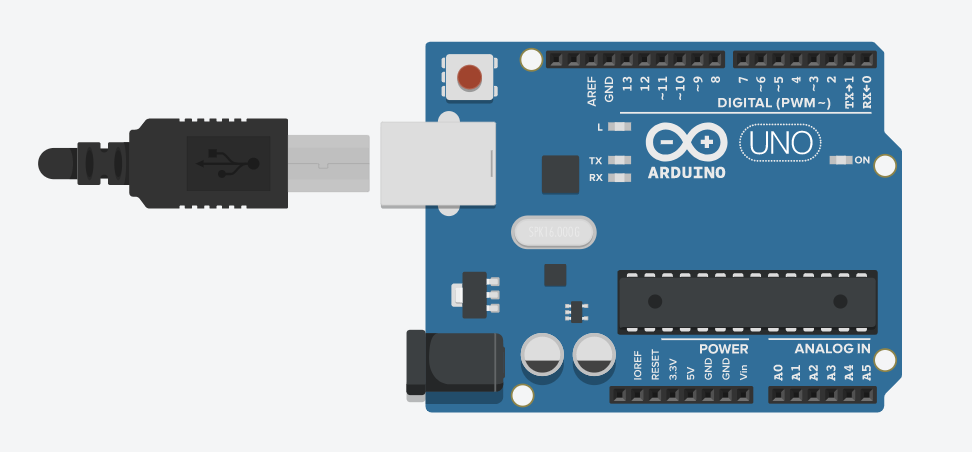 AREF
GND
13
12
~11
~10
~9
8
7
~6
~5
4
~3
2
TX→1
RX←0
DIGITAL (PWM~)
L
TX
RX
ARDUINO
UNO
ON
SPK16.000G
POWER
ANALOG IN
IOREF
RESET
3.3V
5V
GND
GND
Vin
A0
A1
A2
A3
A4
A5